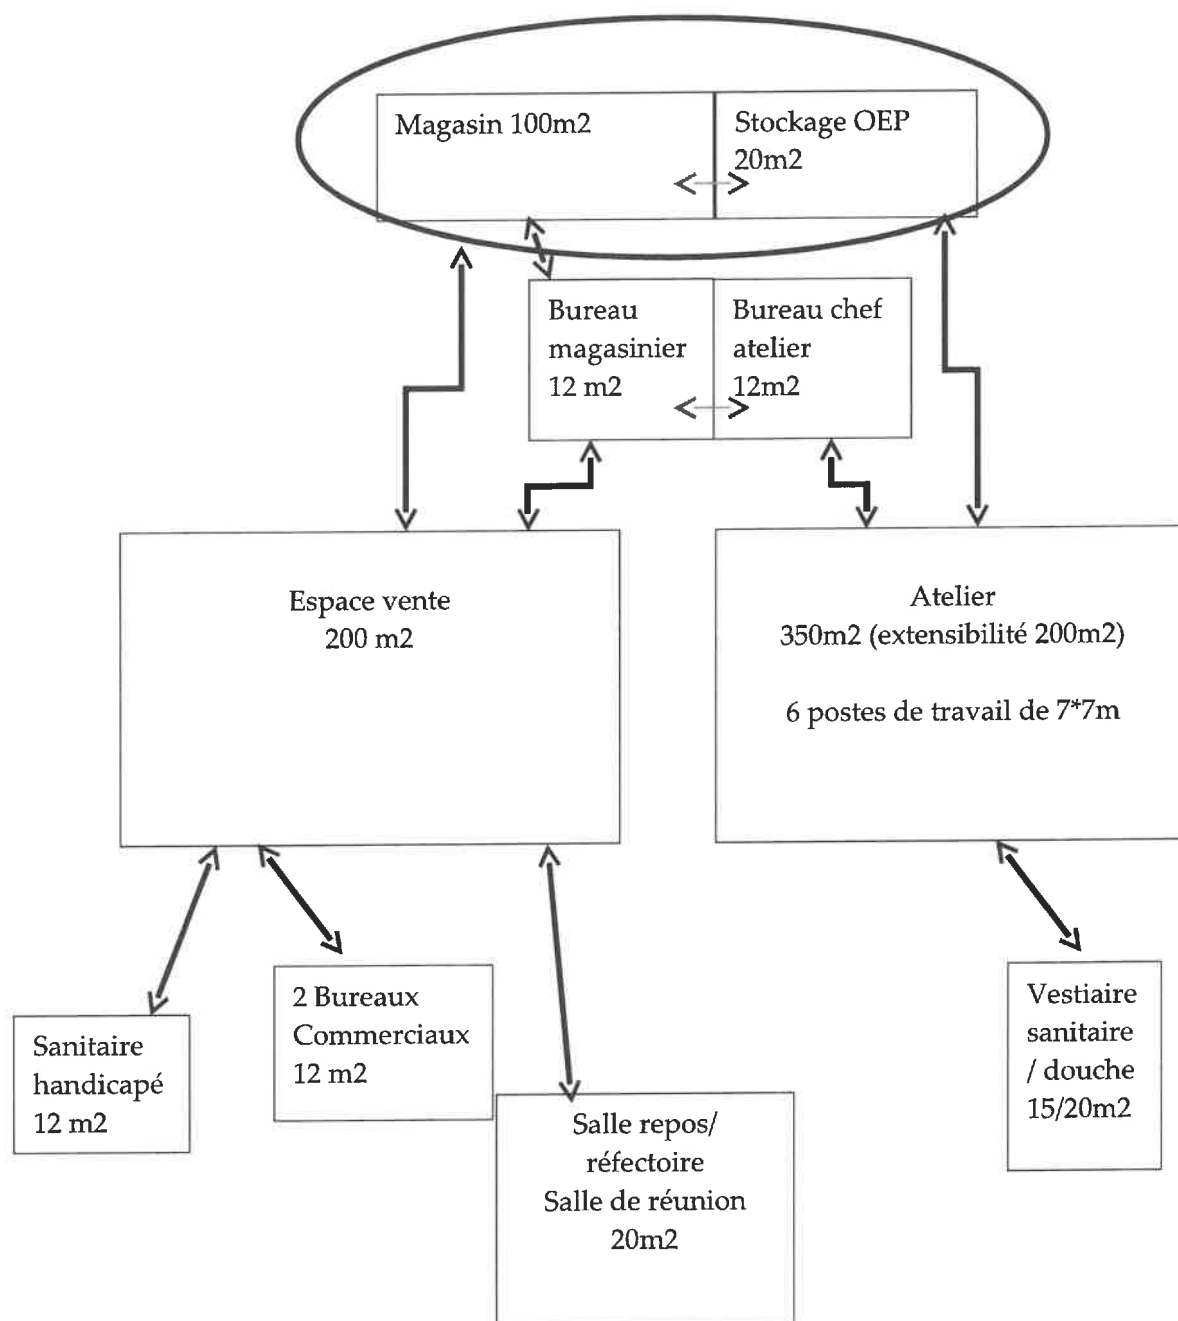 Magasin 100m2
Stockage OEP
20m2
Bureau
magasinier
12 m2
Bureau chef
atelier
12m2
Espace vente
200 m2
Atelier
350m2 (extensibilité 200m2)
6 postes de travail de 7*7m
Sanitaire
handicapé
12 m2
2 Bureaux
Commerciaux
12 m2
Salle repos/
réfectoire
Salle de réunion
20m2
Vestiaire
sanitaire
/ douche
15/20m2